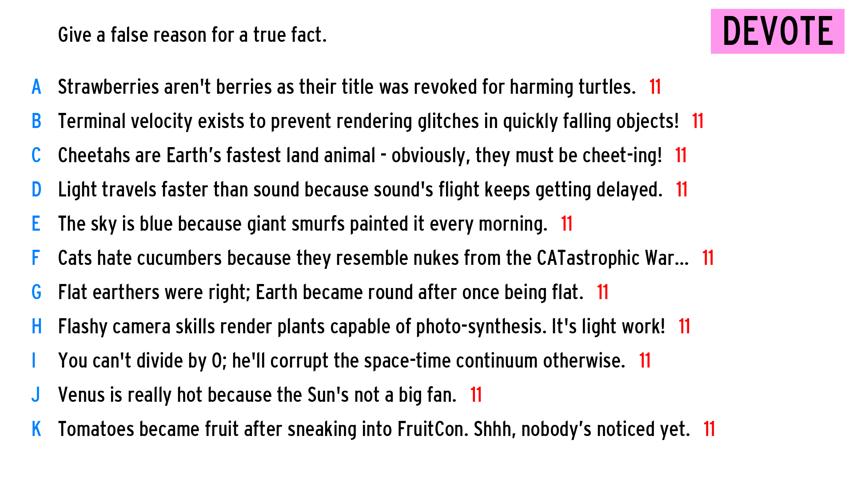 Give a false reason for a true fact.
DEVOTE
A Strawberries aren't berries as their title was revoked for harming turtles. 11
B Terminal velocity exists to prevent rendering glitches in quickly falling objects! 11
C Cheetahs are Earth’s fastest land animal - obviously, they must be cheet-ing! 11
D Light travels faster than sound because sound's flight keeps getting delayed. 11
E The sky is blue because giant smurfs painted it every morning. 11
F Cats hate cucumbers because they resemble nukes from the CATastrophic War... 11
G Flat earthers were right; Earth became round after once being flat. 11
H Flashy camera skills render plants capable of photo-synthesis. It's light work! 11
I You can't divide by 0; he'll corrupt the space-time continuum otherwise. 11
J Venus is really hot because the Sun's not a big fan. 11
K Tomatoes became fruit after sneaking into FruitCon. Shhh, nobody’s noticed yet. 11